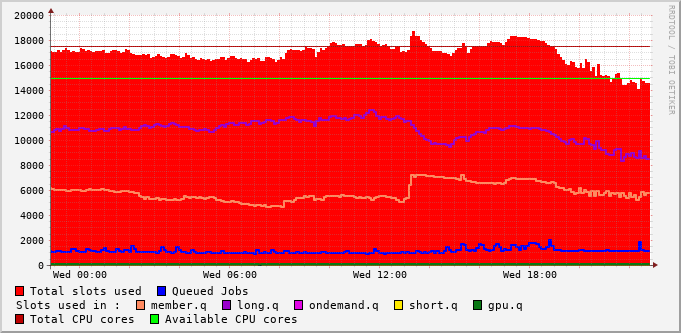 20000
18000
16000
14000
12000
10000
8000
6000
4000
2000
0
Wed 00:00 Wed 06:00 Wed 12:00 Wed 18:00
RRDTOOL / TOBI OETIKER
Total slots used Queued Jobs
Slots used in : member.q long.q ondemand.q short.q gpu.q
Total CPU cores Available CPU cores